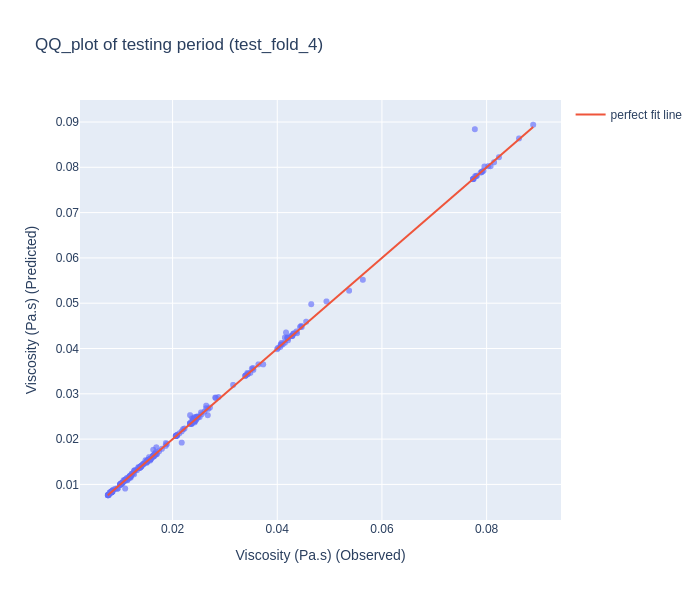 QQ_plot of testing period (test_fold_4)
perfect fit line
Viscosity (Pa.s) (Predicted)
0.09
0.08
0.07
0.06
0.05
0.04
0.03
0.02
0.01
0.02 0.04 0.06 0.08
Viscosity (Pa.s) (Observed)